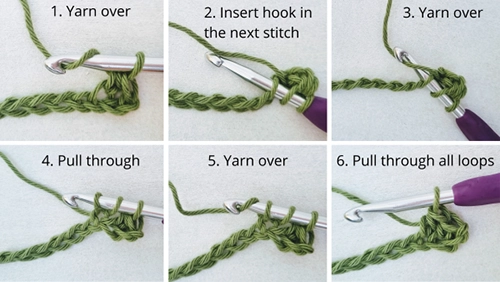 1. Yarn over
2. Insert hook in
the next stitch
3. Yarn over
4. Pull through
5. Yarn over
6. Pull through all loops